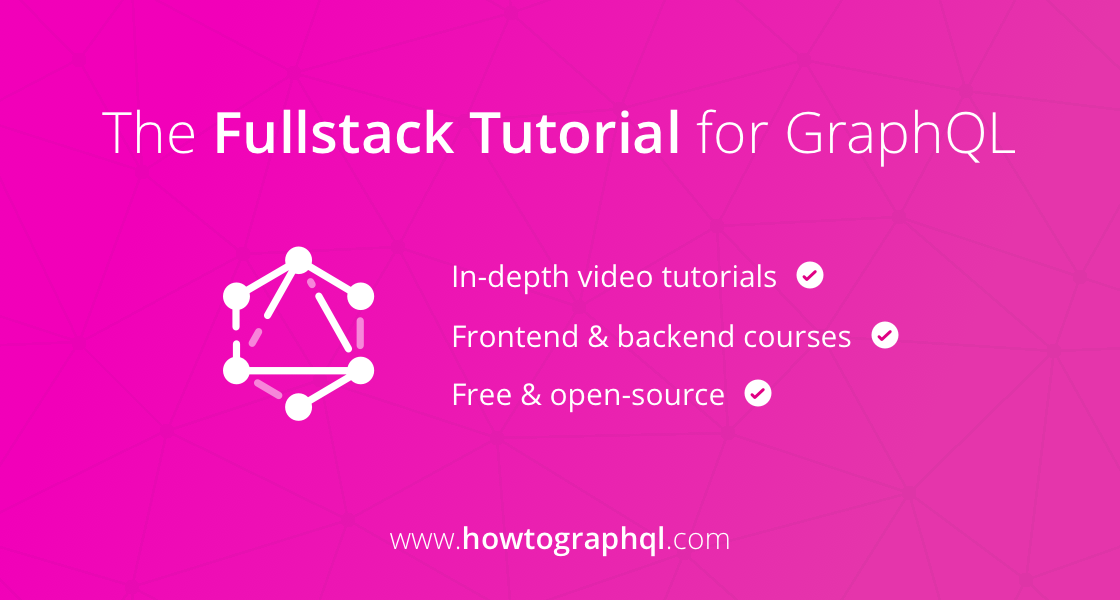 The Fullstack Tutorial for GraphQL
In-depth video tutorials
Frontend & backend courses
Free & open-source
www.howtographql.com